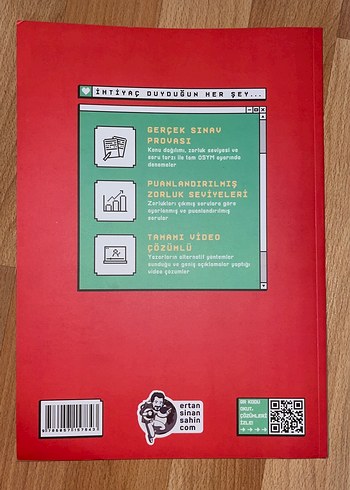 İHTİYAÇ DUYDUĞUN HER ŞEY...
GERÇEK SINAV
PROVASI
Konu dağılımı, zorluk seviyesi ve
soru tarzı ile tam ÖSYM ayarında
denemeler
PUANLANDIRILMIŞ
ZORLUK SEVİYELERİ
Zorlukları çıkmış sorulara göre
ayarlanmış ve puanlandırılmış
sorular
TAMAMI VİDEO
ÇÖZÜMLÜ
Yazarların alternatif yöntemler
sunduğu ve geniş açıklamalar yaptığı
video çözümler
ertan
sinan
sahin
com
BU KODU
OKUT,
ÇÖZÜMLERİ
İZLE!